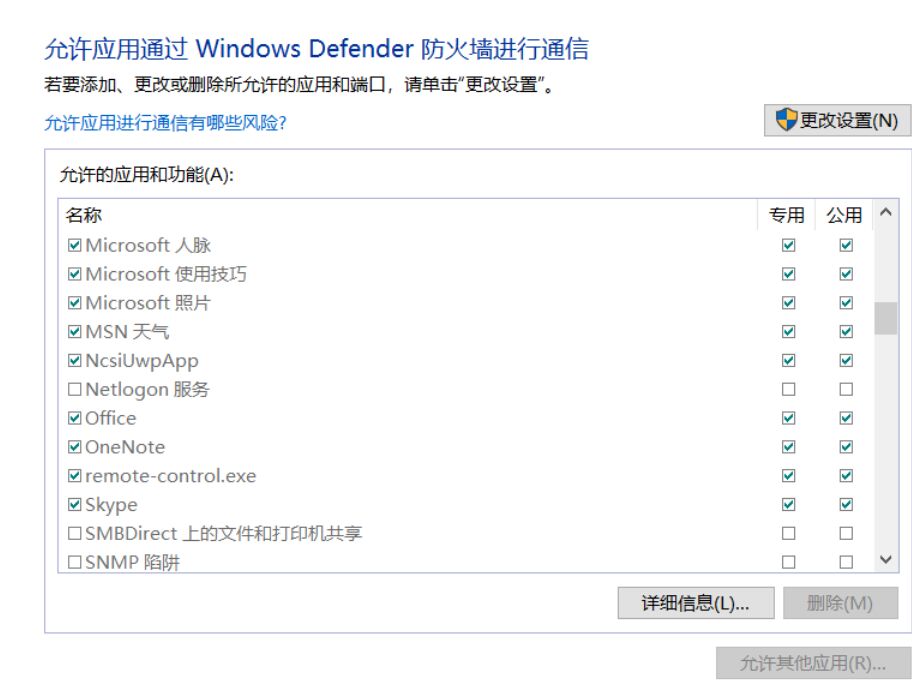 允许应用通过 Windows Defender 防火墙进行通信
若要添加、更改或删除所允许的应用和端口，请单击"更改设置"。
允许应用进行通信有哪些风险?
更改设置(N)
允许的应用和功能(A):
名称 专用 公用
Microsoft 人脉
Microsoft 使用技巧
Microsoft 照片
MSN 天气
NcsiUwpApp
Netlogon 服务
Office
OneNote
remote-control.exe
Skype
SMBDirect 上的文件和打印机共享
SNMP 陷阱
详细信息(L)... 删除(M)
允许其他应用(R)...